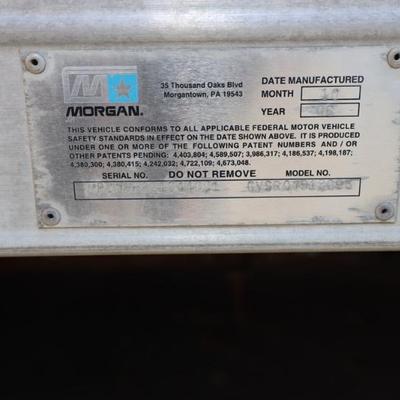 MORGAN.
35 Thousand Oaks Blvd
Morgantown, PA 19543
DATE MANUFACTURED
MONTH 10
YEAR
THIS VEHICLE CONFORMS TO ALL APPLICABLE FEDERAL MOTOR VEHICLE
SAFETY STANDARDS IN EFFECT ON THE DATE SHOWN ABOVE. IT IS PRODUCED
UNDER ONE OR MORE OF THE FOLLOWING PATENT NUMBERS AND / OR
OTHER PATENTS PENDING: 4,403,804; 4,589,507; 3,986,317; 4,186,537; 4,198,187;
4,380,300; 4,380,415; 4,242,032; 4,722,109; 4,673,048.
SERIAL NO. DO NOT REMOVE MODEL NO.